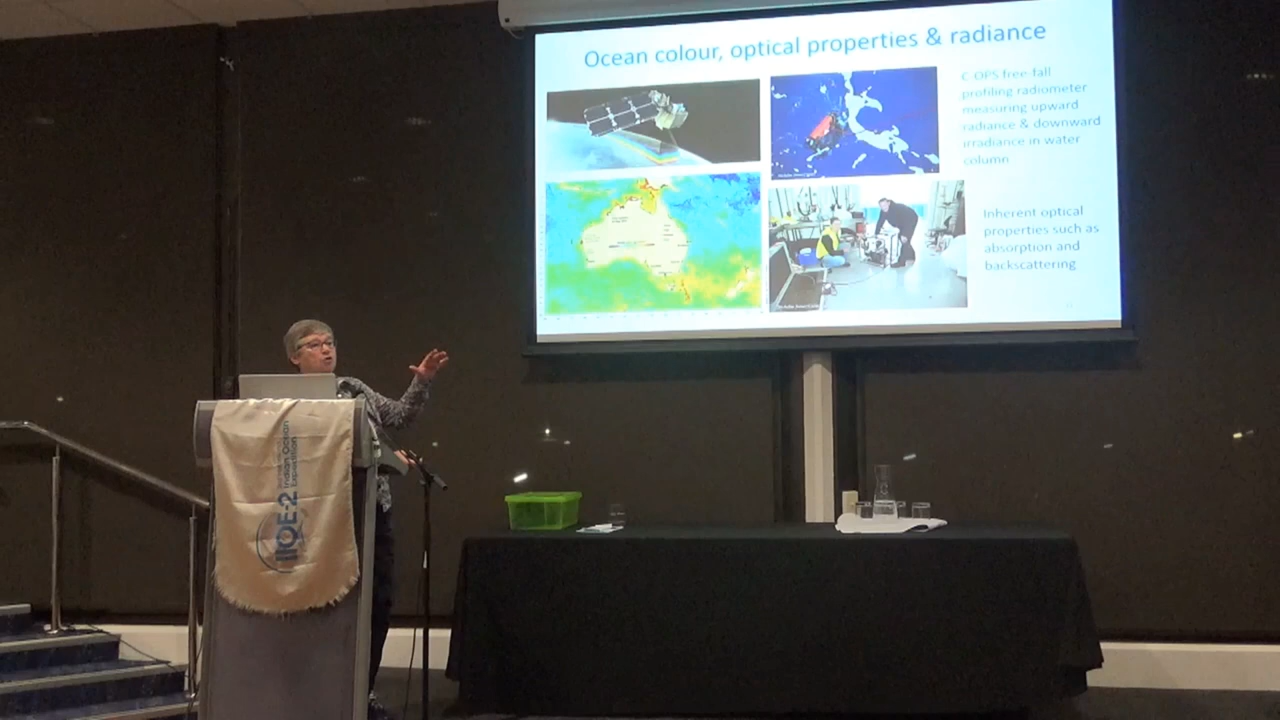 Ocean colour, optical properties & radiance
C-OPS free-fall
profiling radiometer
measuring upward
radiance & downward
irradiance in water
column
Inherent optical
properties such as
absorption and
backscattering
IIOE-2
Indian Ocean
Expedition